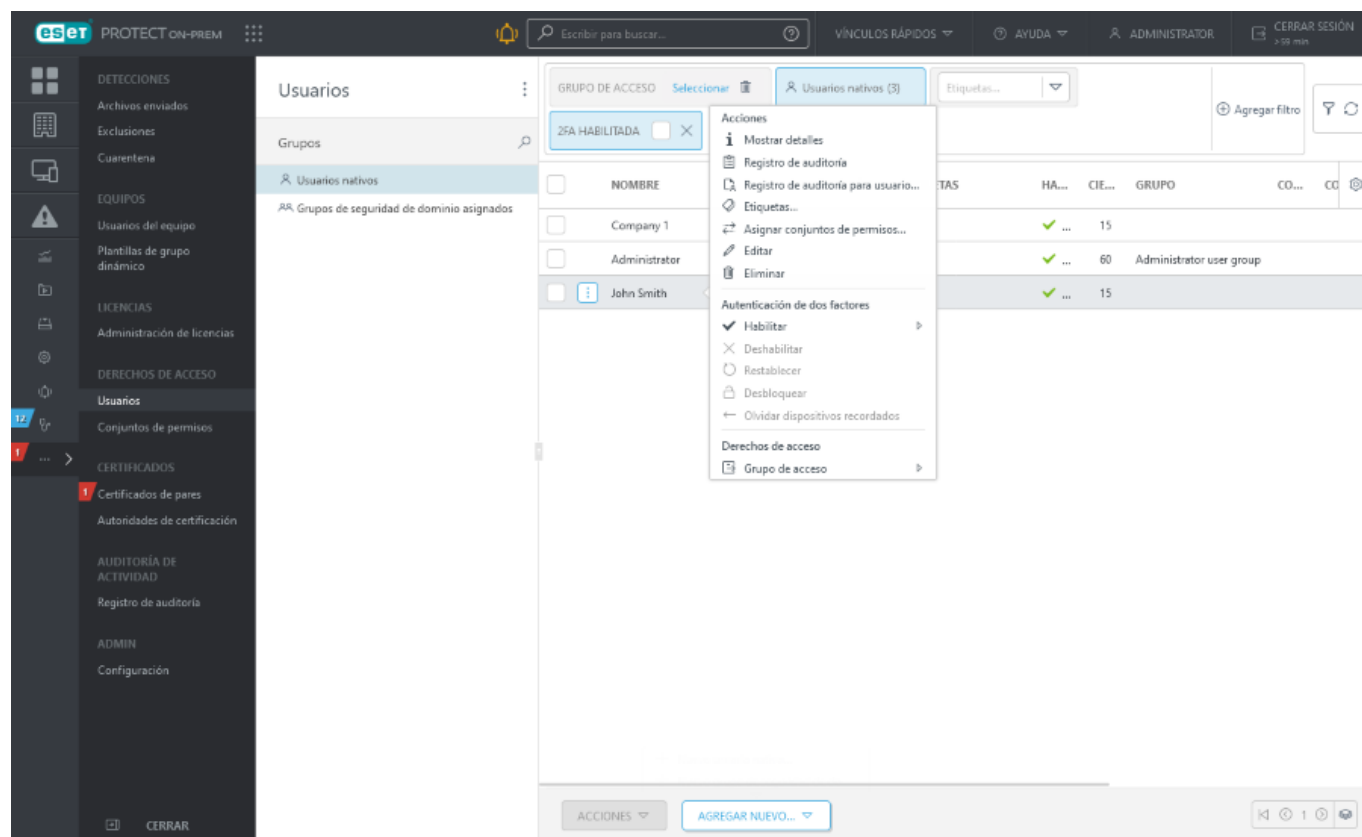 eset PROTECT ON-PREM
Escribir para buscar...
VÍNCULOS RÁPIDOS
AYUDA
ADMINISTRATOR
CERRAR SESIÓN
>59 min
DETECCIONES
Archivos enviados
Exclusiones
Cuarentena
EQUIPOS
Usuarios del equipo
Plantillas de grupo
dinámico
LICENCIAS
Administración de licencias
DERECHOS DE ACCESO
Usuarios
Conjuntos de permisos
12
1 ...
CERTIFICADOS
1 Certificados de pares
Autoridades de certificación
AUDITORÍA DE
ACTIVIDAD
Registro de auditoría
ADMIN
Configuración
CERRAR
Usuarios
Grupos
Usuarios nativos
Grupos de seguridad de dominio asignados
GRUPO DE ACCESO Seleccionar
Usuarios nativos (3)
Etiquetas...
Agregar filtro
2FA HABILITADA
NOMBRE TAS HA... CIE... GRUPO CO... CO
Company 1 ... 15
Administrator ... 60 Administrator user group
John Smith ... 15
Acciones
Mostrar detalles
Registro de auditoría
Registro de auditoría para usuario...
Etiquetas...
Asignar conjuntos de permisos...
Editar
Eliminar
Autenticación de dos factores
Habilitar
Deshabilitar
Restablecer
Desbloquear
Olvidar dispositivos recordados
Derechos de acceso
Grupo de acceso
ACCIONES
AGREGAR NUEVO...
1